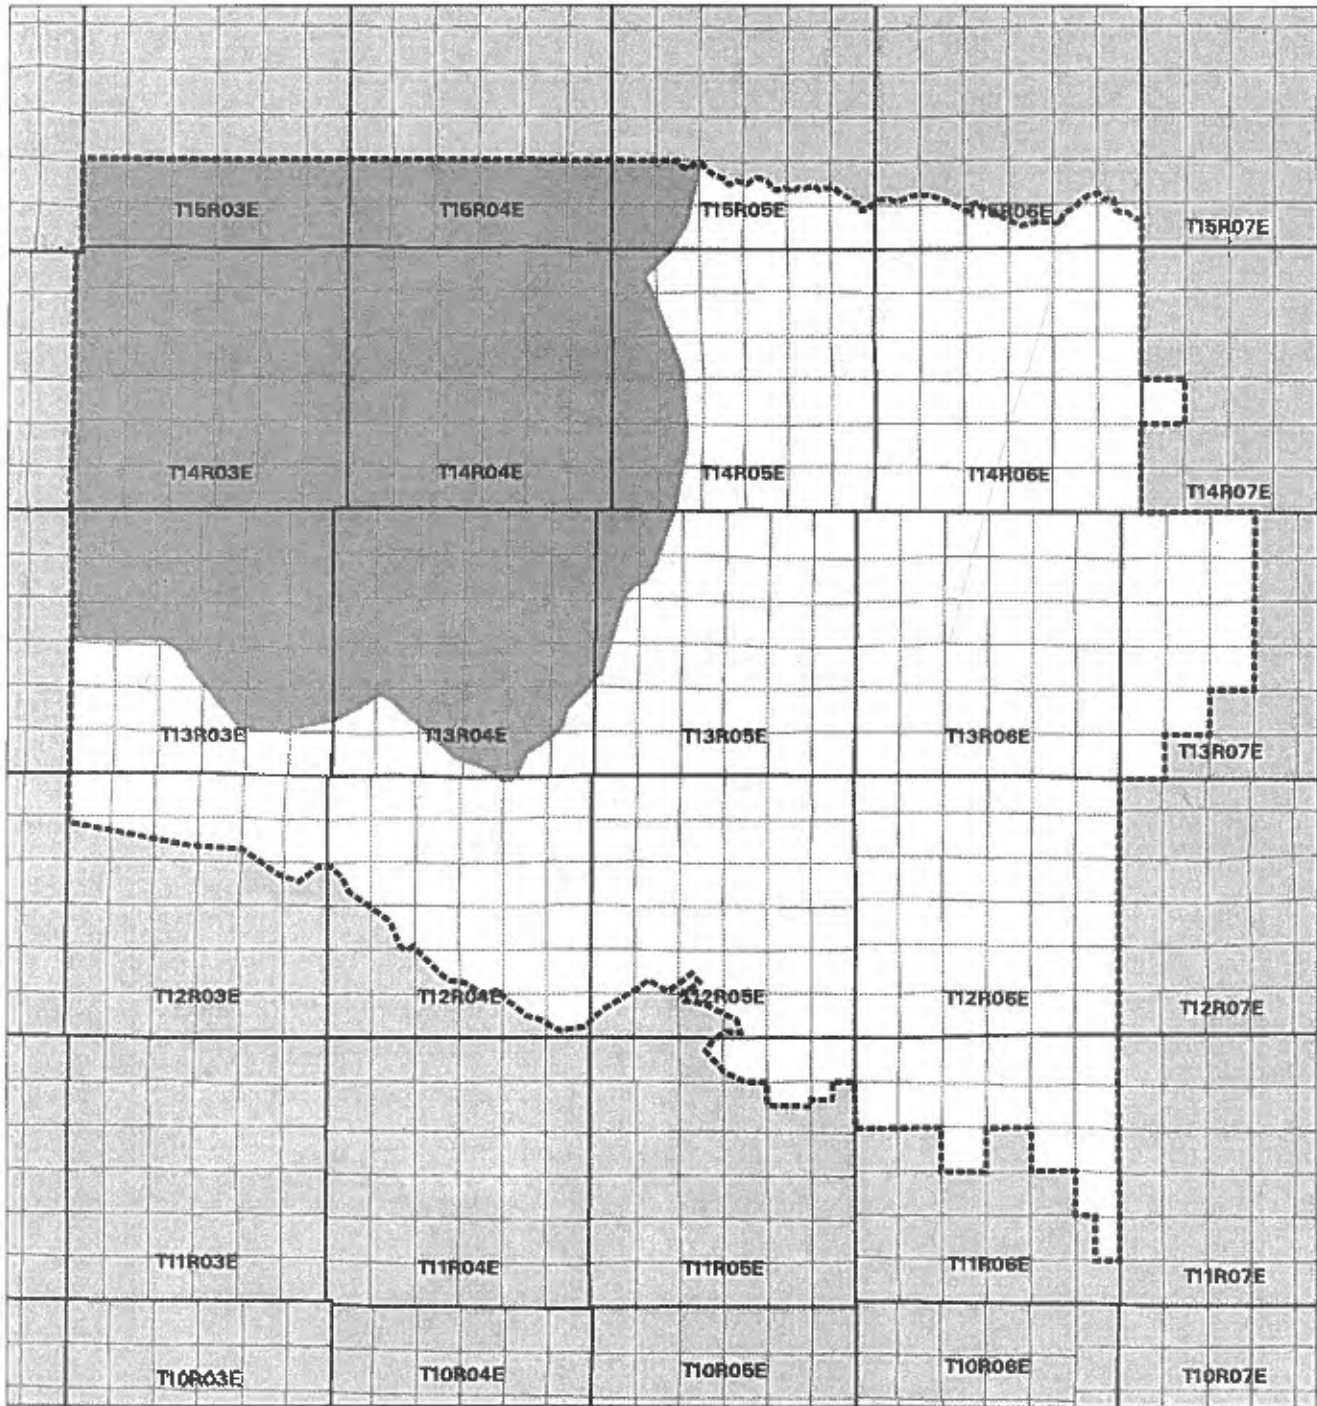 T15R03E T15R04E T15R05E T15R06E T15R07E
T14R03E T14R04E T14R05E T14R06E T14R07E
T13R03E T13R04E T13R05E T13R06E T13R07E
T12R03E T12R04E T12R05E T12R06E T12R07E
T11R03E T11R04E T11R05E T11R06E T11R07E
T10R03E T10R04E T10R05E T10R06E T10R07E